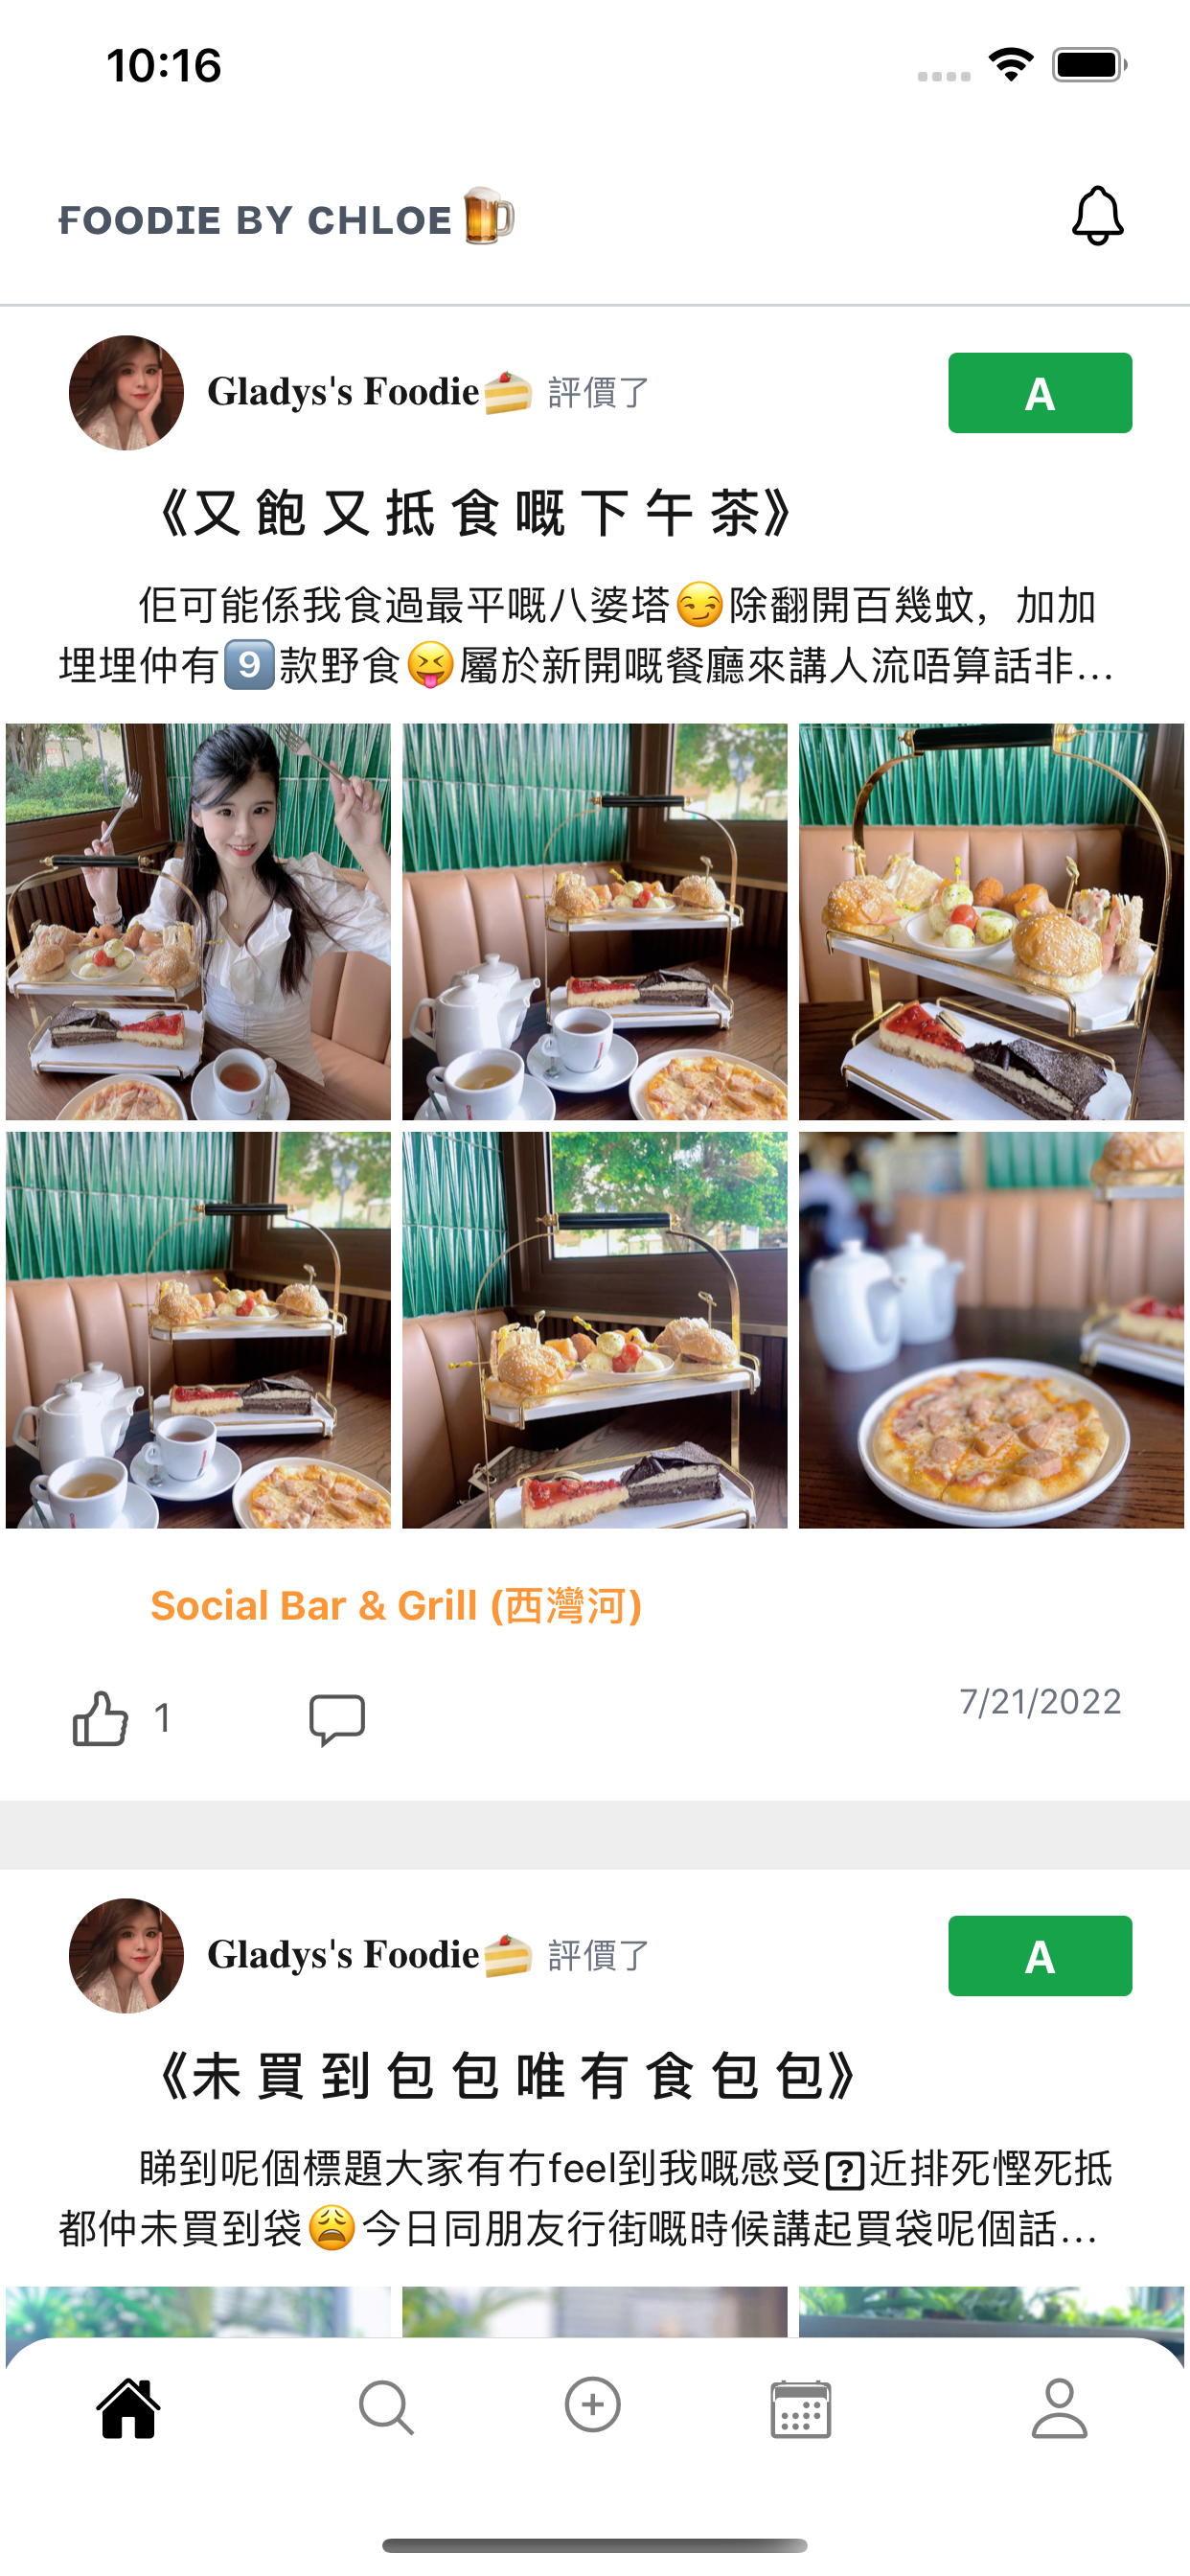 10:16
ꞘOODIE BY CHLOE🍺
Gladys's Foodie🍰 評價了
A
《又 飽 又 抵 食 嘅 下 午 茶》
佢可能係我食過最平嘅八婆塔😏除翻開百幾蚊，加加
埋埋仲有9️⃣款野食😝屬於新開嘅餐廳來講人流唔算話非...
Social Bar & Grill (西灣河)
1
7/21/2022
Gladys's Foodie🍰 評價了
A
《未 買 到 包 包 唯 有 食 包 包》
睇到呢個標題大家有冇feel到我嘅感受?近排死慳死抵
都仲未買到袋😩今日同朋友行街嘅時候講起買袋呢個話...